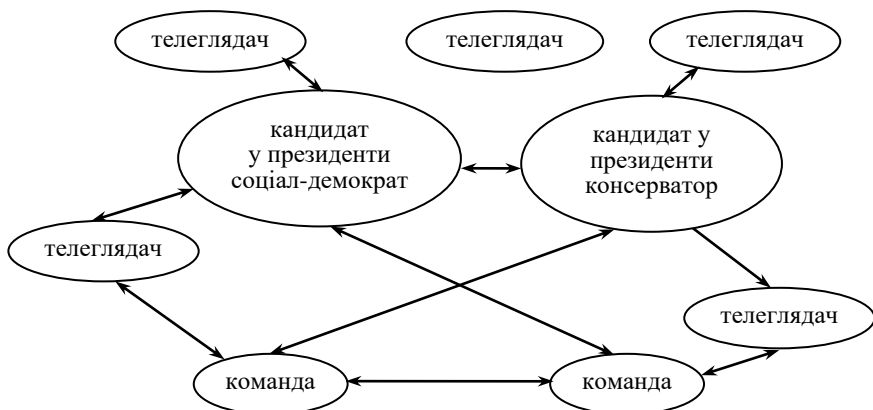 телеглядач
телеглядач
телеглядач
кандидат
у президенти
соціал-демократ
кандидат у
президенти
консерватор
телеглядач
телеглядач
команда
команда